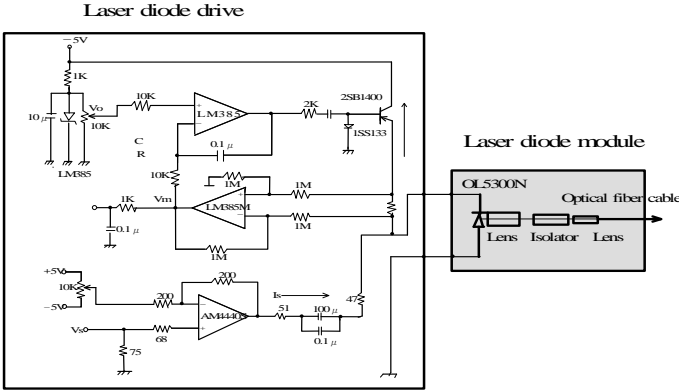 Laser diode drive
−5V
1K
10μ
Vo
10K
LM385
10K
C
R
LM385
0.1μ
2K
2SB1400
1SS133
10K
1M
1M
1K
Vm
LM385M
0.1μ
1M
1M
+5V
10K
−5V
200
200
Is
47
Vs
68
75
51
100μ
0.1μ
Laser diode module
OL5300N
Optical fiber cable
Lens
Isolator
Lens